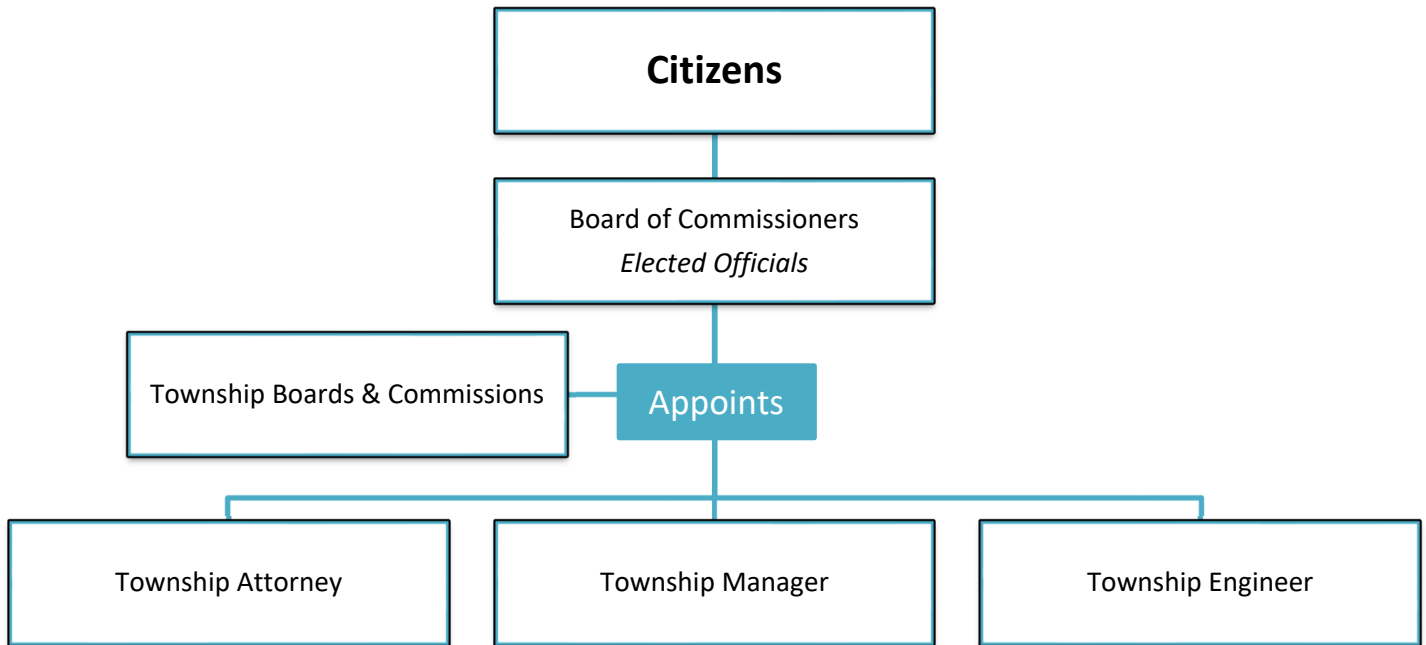 Citizens
Board of Commissioners
Elected Officials
Township Boards & Commissions
Appoints
Township Attorney
Township Manager
Township Engineer